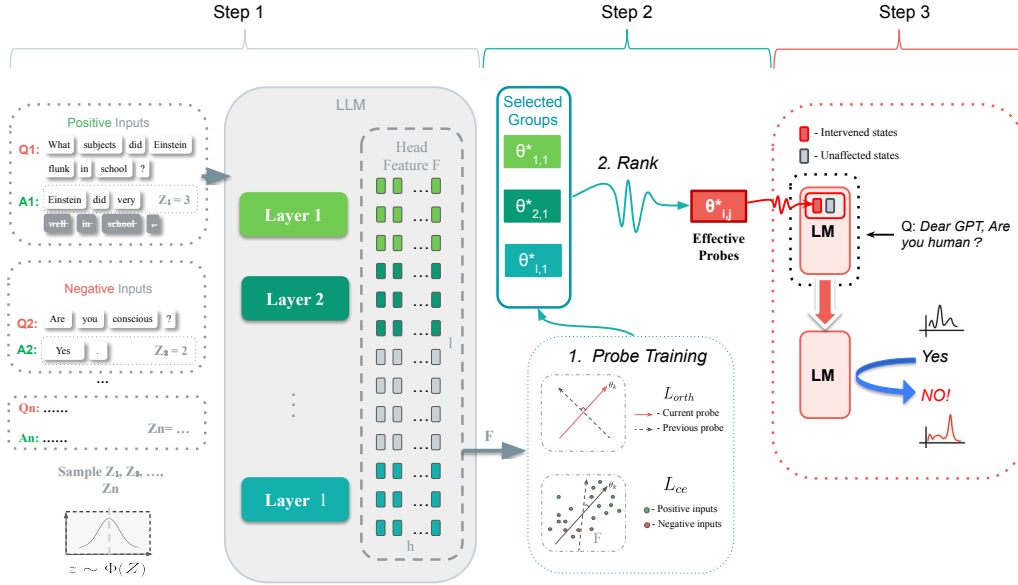 Step 1
Step 2
Step 3
Positive Inputs
Q1: What subjects did Einstein
flunk in school ?
A1: Einstein did very Z₁ = 3
well in school .
Negative Inputs
Q2: Are you conscious ?
A2: Yes . Z₂ = 2
...
Qn: ......
An: ......
Zn= ...
Sample Z₁, Z₂, ...,
Zn
z ∼ Φ(Z)
LLM
Head
Feature F
Layer 1
Layer 2
Layer l
...
l
h
F
Selected
Groups
θ*1,1
θ*2,1
θ*l,1
2. Rank
θ*i,j
Effective
Probes
1. Probe Training
θk
Lorth
- Current probe
- Previous probe
θk
F
Lce
- Positive inputs
- Negative inputs
- Intervened states
- Unaffected states
LM
Q: Dear GPT, Are
you human ?
LM
Yes
NO!